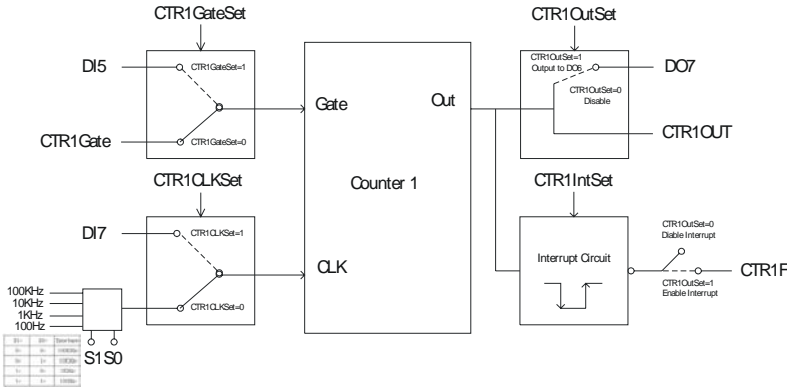 CTR1GateSet
DI5
CTR1GateSet=1
CTR1Gate
CTR1GateSet=0
CTR1CLKSet
DI7
CTR1CLKSet=1
CTR1CLKSet=0
100KHz
10KHz
1KHz
100Hz
S1 S0
Gate
Out
Counter 1
CLK
CTR1OutSet
CTR1OutSet=1
Output to DO6
CTR1OutSet=0
Disable
DO7
CTR1OUT
CTR1IntSet
Interrupt Circuit
CTR1OutSet=0
Diable Interrupt
CTR1OutSet=1
Enable Interrupt
CTR1F